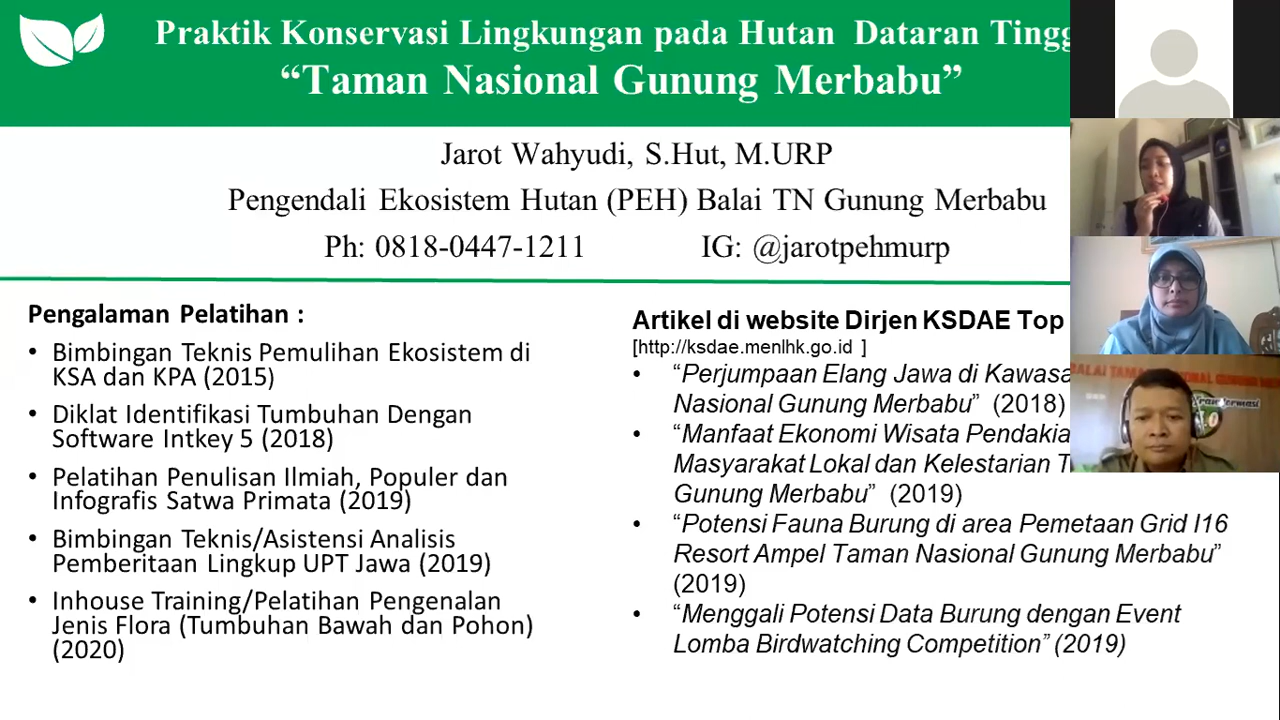 Praktik Konservasi Lingkungan pada Hutan Dataran Tingg
“Taman Nasional Gunung Merbabu”
Jarot Wahyudi, S.Hut, M.URP
Pengendali Ekosistem Hutan (PEH) Balai TN Gunung Merbabu
Ph: 0818-0447-1211 IG: @jarotpehmurp
Pengalaman Pelatihan :
• Bimbingan Teknis Pemulihan Ekosistem di
KSA dan KPA (2015)
• Diklat Identifikasi Tumbuhan Dengan
Software Intkey 5 (2018)
• Pelatihan Penulisan Ilmiah, Populer dan
Infografis Satwa Primata (2019)
• Bimbingan Teknis/Asistensi Analisis
Pemberitaan Lingkup UPT Jawa (2019)
• Inhouse Training/Pelatihan Pengenalan
Jenis Flora (Tumbuhan Bawah dan Pohon)
(2020)
Artikel di website Dirjen KSDAE Top
[http://ksdae.menlhk.go.id ]
• “Perjumpaan Elang Jawa di Kawasa
Nasional Gunung Merbabu” (2018)
• “Manfaat Ekonomi Wisata Pendakia
Masyarakat Lokal dan Kelestarian T
Gunung Merbabu” (2019)
• “Potensi Fauna Burung di area Pemetaan Grid I16
Resort Ampel Taman Nasional Gunung Merbabu”
(2019)
• “Menggali Potensi Data Burung dengan Event
Lomba Birdwatching Competition” (2019)
BALAI TAMAN NASIONAL GUNUNG